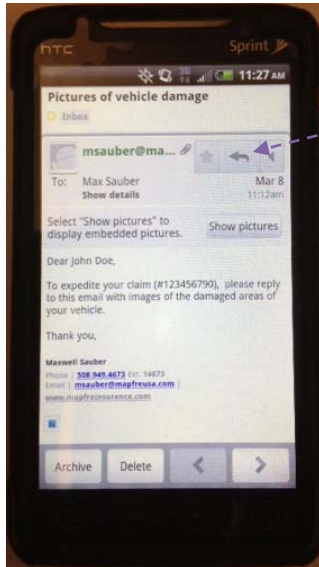 hTC Sprint
3G 11:27 AM
Pictures of vehicle damage
Inbox
msauber@ma...
To: Max Sauber Mar 8
Show details 11:12am
Select "Show pictures" to
display embedded pictures.
Show pictures
Dear John Doe,
To expedite your claim (#123456790), please reply
to this email with images of the damaged areas of
your vehicle.
Thank you,
Maxwell Sauber
Phone | 508.949.4673 Ext. 14673
Email | msauber@mapfreusa.com |
www.mapfreinsurance.com
Archive Delete